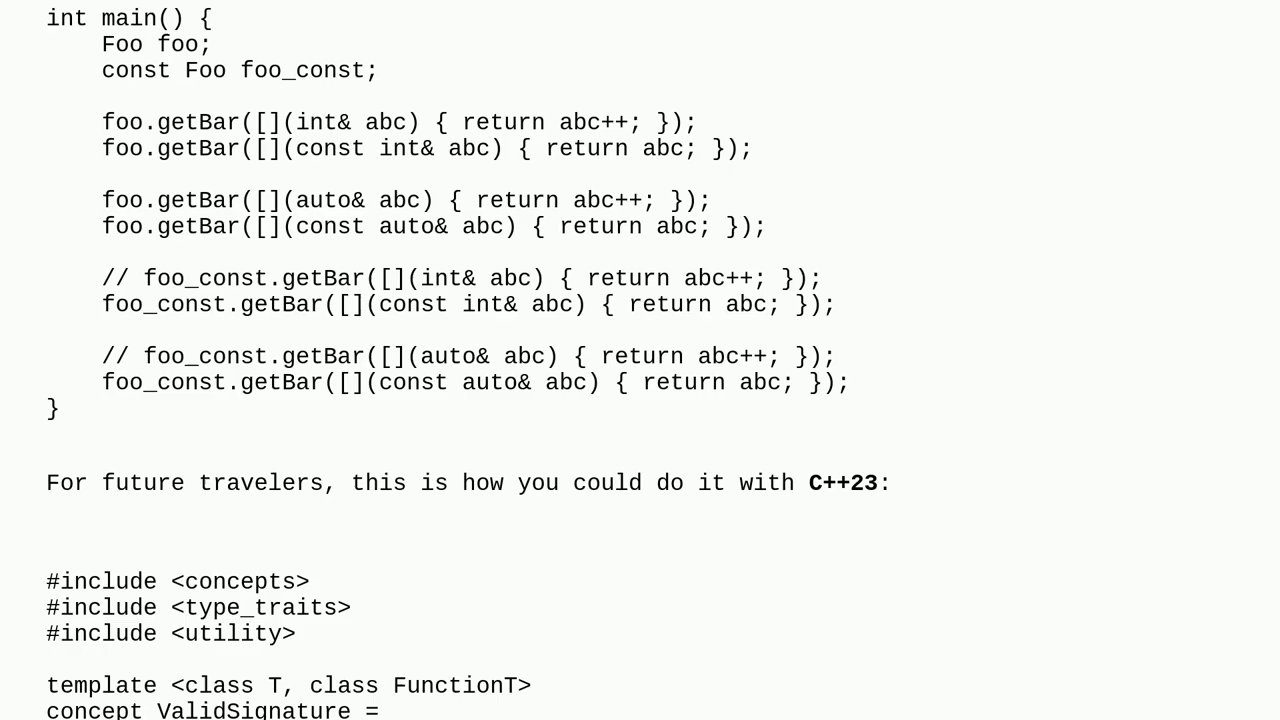 int main() {
    Foo foo;
    const Foo foo_const;

    foo.getBar([](int& abc) { return abc++; });
    foo.getBar([](const int& abc) { return abc; });

    foo.getBar([](auto& abc) { return abc++; });
    foo.getBar([](const auto& abc) { return abc; });

    // foo_const.getBar([](int& abc) { return abc++; });
    foo_const.getBar([](const int& abc) { return abc; });

    // foo_const.getBar([](auto& abc) { return abc++; });
    foo_const.getBar([](const auto& abc) { return abc; });
}

For future travelers, this is how you could do it with C++23:

#include <concepts>
#include <type_traits>
#include <utility>

template <class T, class FunctionT>
concept ValidSignature =